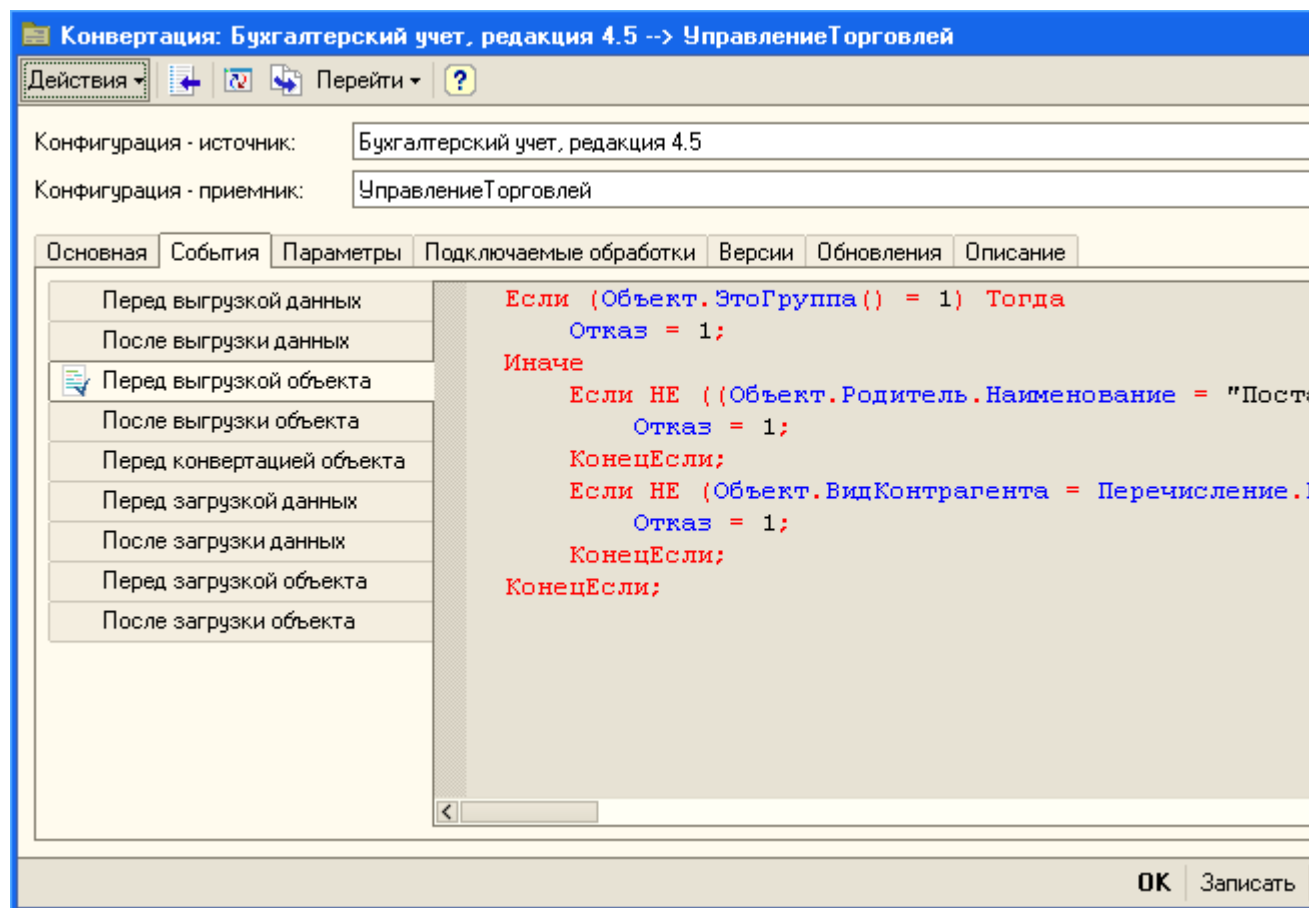 Конвертация: Бухгалтерский учет, редакция 4.5 --> УправлениеТорговлей
Действия Перейти ?
Конфигурация - источник: Бухгалтерский учет, редакция 4.5
Конфигурация - приемник: УправлениеТорговлей
Основная События Параметры Подключаемые обработки Версии Обновления Описание
Перед выгрузкой данных
После выгрузки данных
Перед выгрузкой объекта
После выгрузки объекта
Перед конвертацией объекта
Перед загрузкой данных
После загрузки данных
Перед загрузкой объекта
После загрузки объекта
Если (Объект.ЭтоГруппа() = 1) Тогда
Отказ = 1;
Иначе
Если НЕ ((Объект.Родитель.Наименование = "Пост
Отказ = 1;
КонецЕсли;
Если НЕ (Объект.ВидКонтрагента = Перечисление.
Отказ = 1;
КонецЕсли;
КонецЕсли;
OK Записать